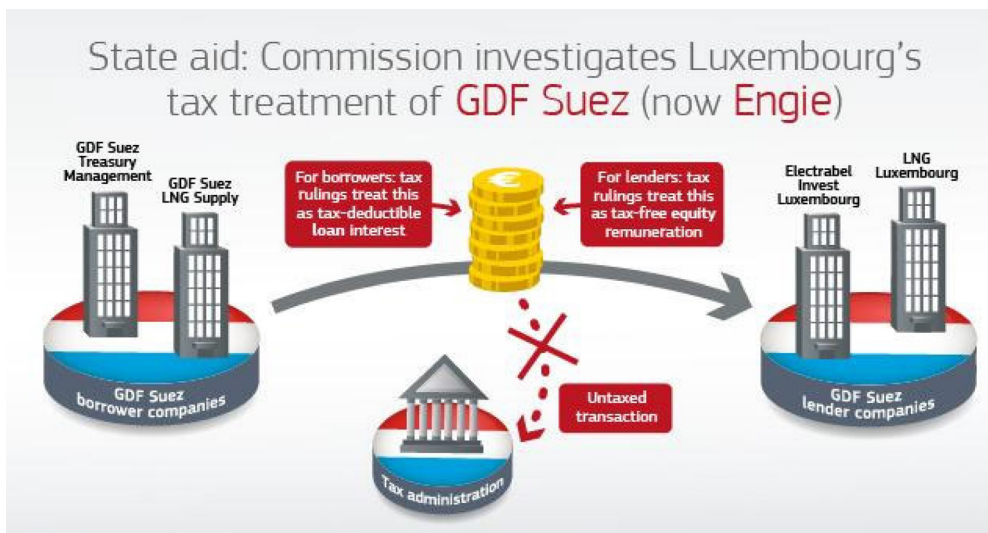 State aid: Commission investigates Luxembourg's
tax treatment of GDF Suez (now Engie)
GDF Suez
Treasury
Management
GDF Suez
LNG Supply
For borrowers: tax
rulings treat this
as tax-deductible
loan interest
€
For lenders: tax
rulings treat this
as tax-free equity
remuneration
Electrabel
Invest
Luxembourg
LNG
Luxembourg
GDF Suez
borrower companies
GDF Suez
lender companies
Untaxed
transaction
Tax administration